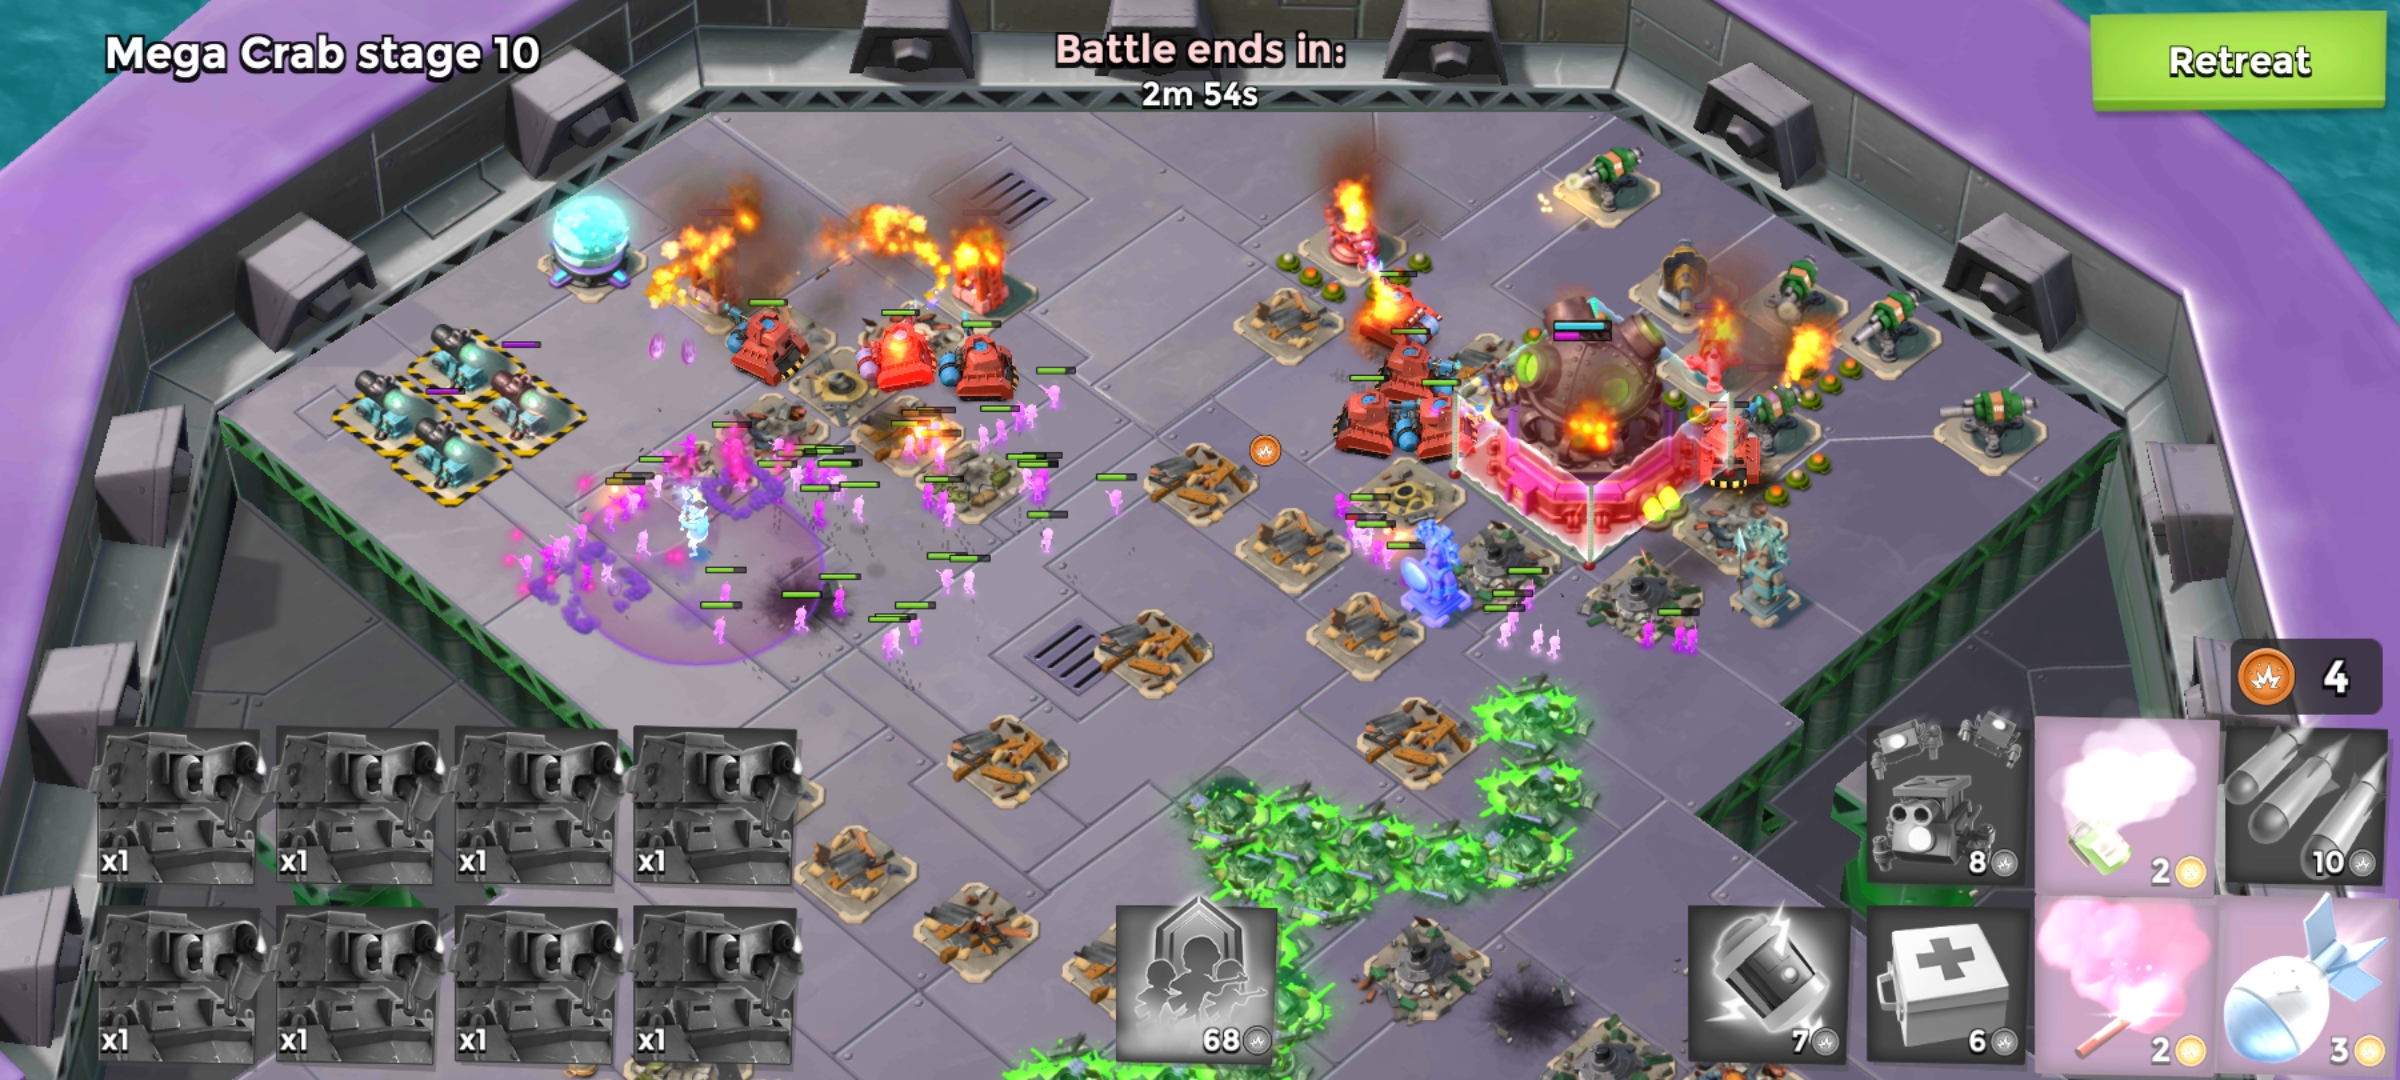 Mega Crab stage 10
Battle ends in:
2m 54s
Retreat
4
x1
x1
x1
x1
8
2
10
x1
x1
x1
x1
68
7
6
2
3